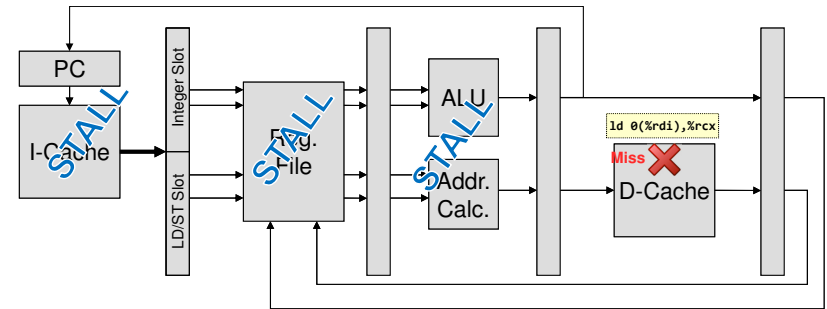 PC
I-Cache
STALL
Integer Slot
LD/ST Slot
Reg.
File
STALL
ALU
STALL
Addr.
Calc.
ld 0(%rdi),%rcx
Miss
D-Cache